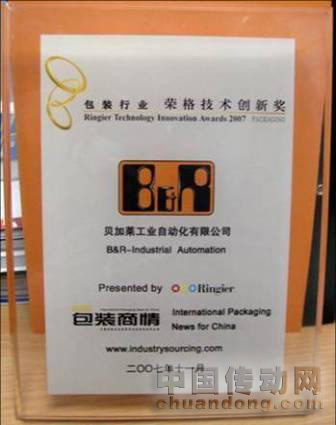 包装行业 荣格技术创新奖
Ringier Technology Innovation Awards 2007 PACKAGING
B&R
贝加莱工业自动化有限公司
B&R-Industrial Automation
Presented by Ringier
包装商情 International Packaging News for China
www.industrysourcing.com
二〇〇七年十一月
中国传动网
chuandong.com